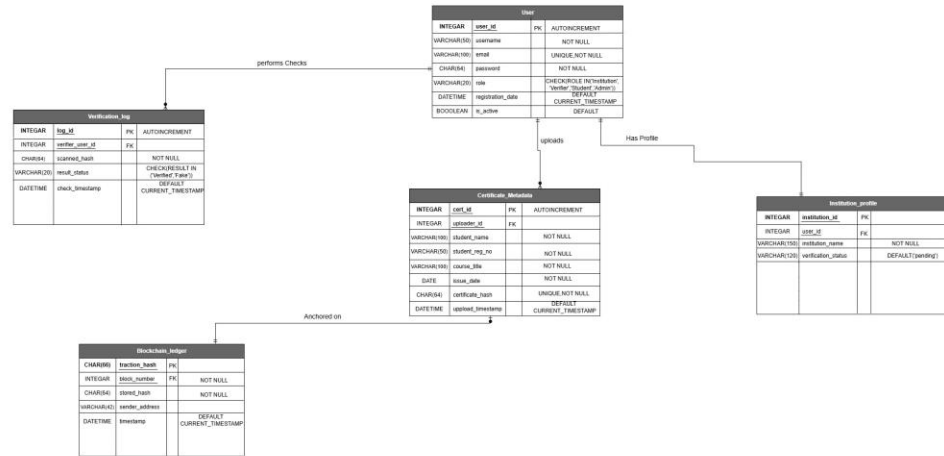 User
INTEGAR user_id PK AUTOINCREMENT
VARCHAR(50) username NOT NULL
VARCHAR(100) email UNIQUE,NOT NULL
CHAR(64) password NOT NULL
VARCHAR(20) role CHECK(ROLE IN('Institution',
'Verifier','Student','Admin'))
DATETIME registration_date DEFAULT
CURRENT_TIMESTAMP
BOOOLEAN is_active DEFAULT
performs Checks
uploads
Has Profile
Verification_log
INTEGAR log_id PK AUTOINCREMENT
INTEGAR verifier_user_id FK
CHAR(64) scanned_hash NOT NULL
VARCHAR(20) result_status CHECK(RESULT IN
('Verified','Fake'))
DATETIME check_timestamp DEFAULT
CURRENT_TIMESTAMP
Certificate_Metadata
INTEGAR cert_id PK AUTOINCREMENT
INTEGAR uploader_id FK
VARCHAR(100) student_name NOT NULL
VARCHAR(50) student_reg_no NOT NULL
VARCHAR(100) course_title NOT NULL
DATE issue_date NOT NULL
CHAR(64) certificate_hash UNIQUE,NOT NULL
DATETIME uppload_timestamp DEFAULT
CURRENT_TIMESTAMP
Institution_profile
INTEGAR institution_id PK
INTEGAR user_id FK
VARCHAR(150) institution_name NOT NULL
VARCHAR(120) verification_status DEFAULT('pending')
Anchored on
Blockchain_ledger
CHAR(66) traction_hash PK
INTEGAR block_number FK NOT NULL
CHAR(64) stored_hash NOT NULL
VARCHAR(42) sender_address
DATETIME timestamp DEFAULT
CURRENT_TIMESTAMP